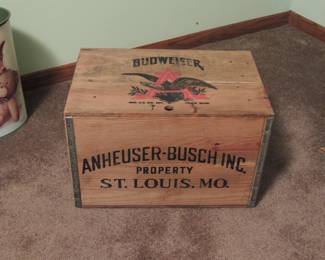 BUDWEISER
ANHEUSER-BUSCH INC.
PROPERTY
ST. LOUIS, MO.